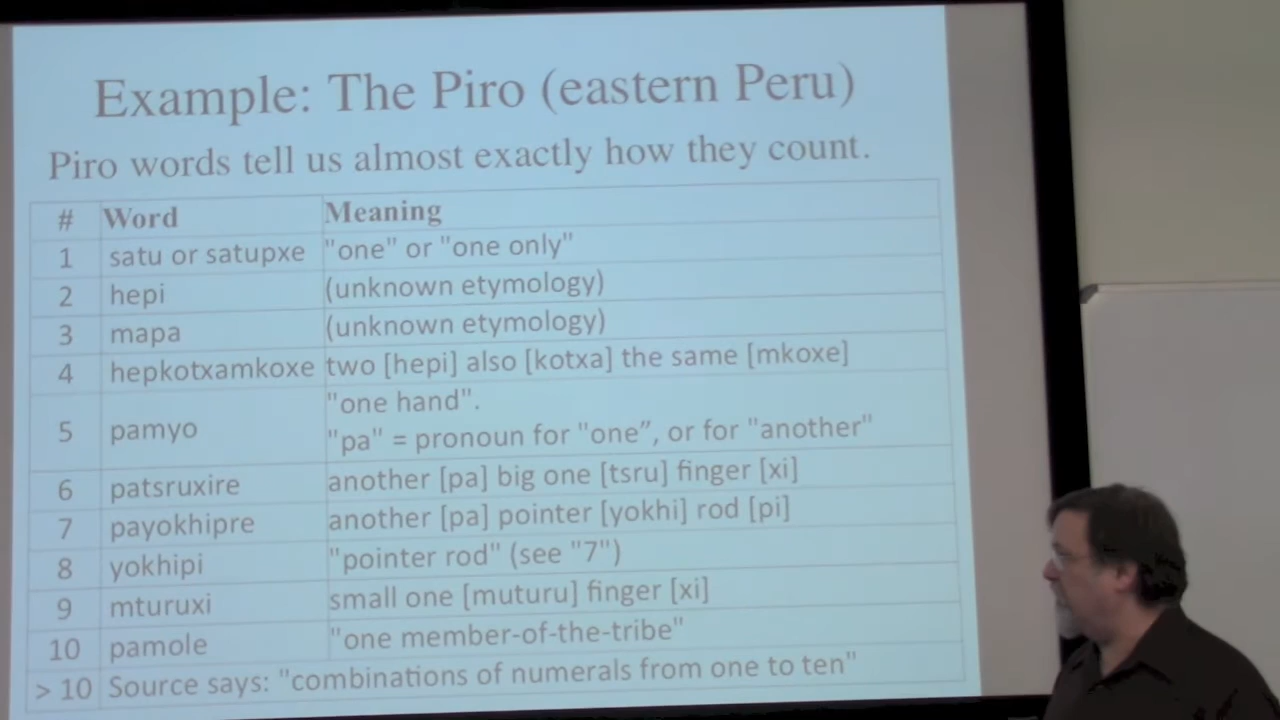 Example: The Piro (eastern Peru)
Piro words tell us almost exactly how they count.
# Word Meaning
1 satu or satupxe "one" or "one only"
2 hepi (unknown etymology)
3 mapa (unknown etymology)
4 hepkotxamkoxe two [hepi] also [kotxa] the same [mkoxe]
5 pamyo "one hand".
"pa" = pronoun for "one”, or for "another"
6 patsruxire another [pa] big one [tsru] finger [xi]
7 payokhipre another [pa] pointer [yokhi] rod [pi]
8 yokhipi "pointer rod" (see "7")
9 mturuxi small one [muturu] finger [xi]
10 pamole "one member-of-the-tribe"
> 10 Source says: "combinations of numerals from one to ten"